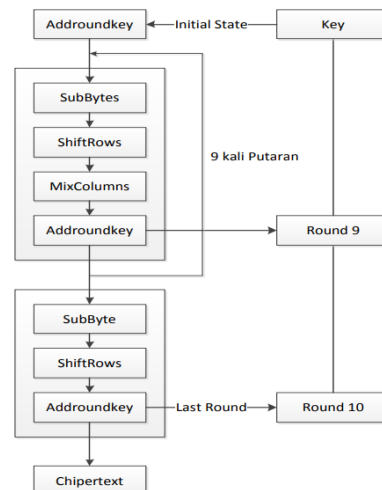 Addroundkey
Initial State
Key
SubBytes
ShiftRows
9 kali Putaran
MixColumns
Addroundkey
Round 9
SubByte
ShiftRows
Addroundkey
Last Round
Round 10
Chipertext